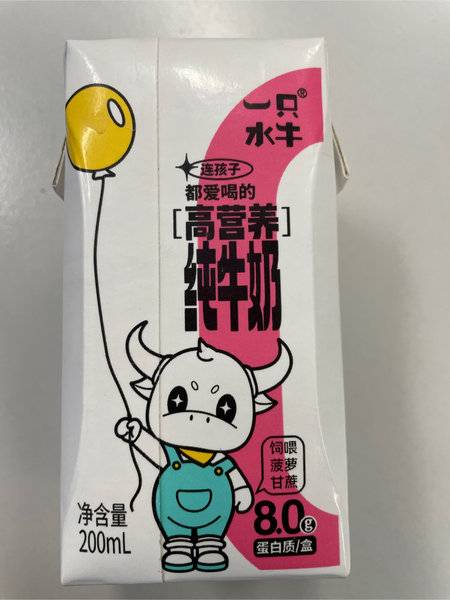 一只®
水牛
连孩子
都爱喝的
[高营养]
纯牛奶
饲喂
菠萝
甘蔗
8.0g
蛋白质/盒
净含量
200mL